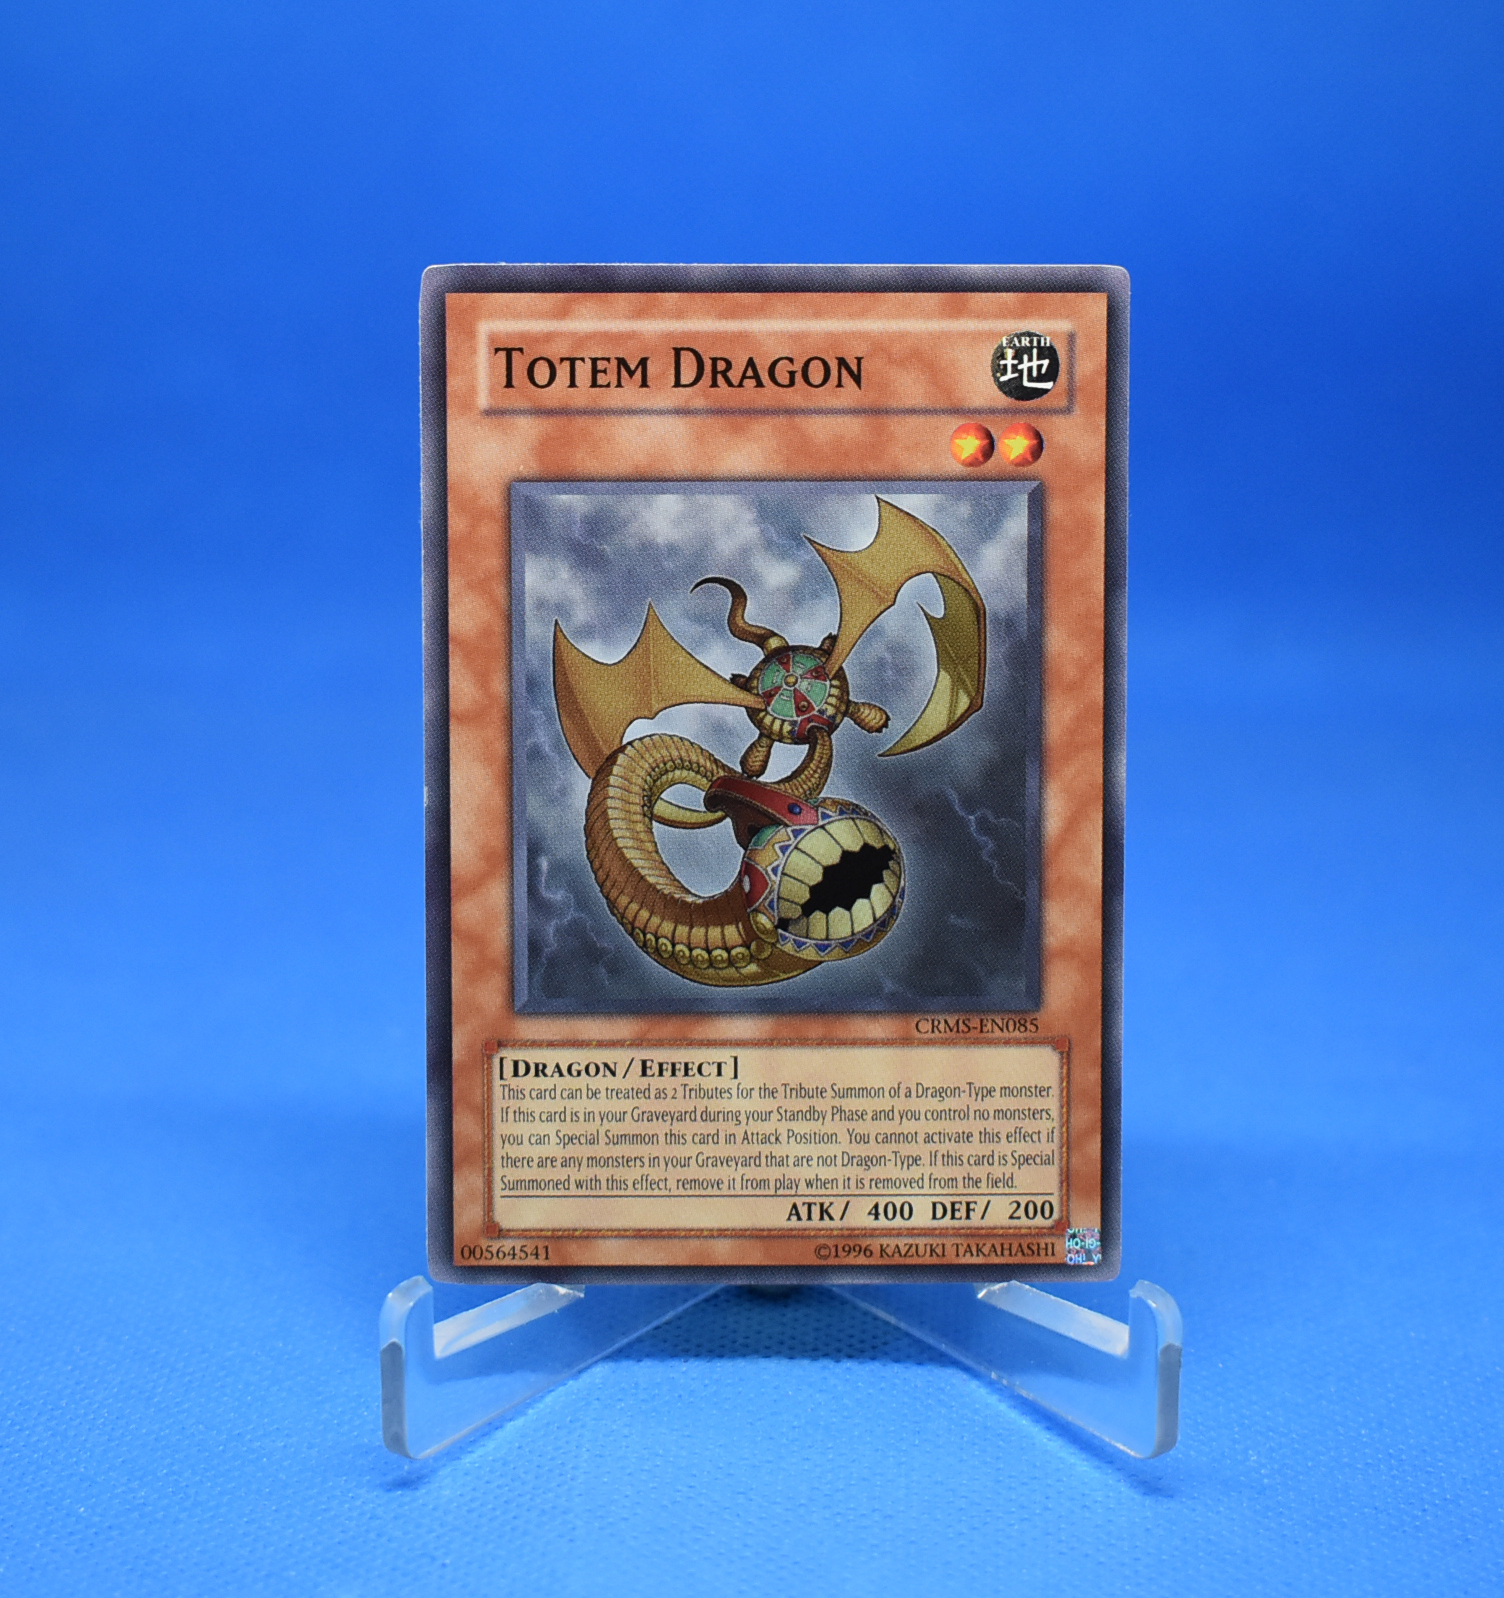 TOTEM DRAGON
EARTH
地
CRMS-EN085
[DRAGON/EFFECT]
This card can be treated as 2 Tributes for the Tribute Summon of a Dragon-Type monster.
If this card is in your Graveyard during your Standby Phase and you control no monsters,
you can Special Summon this card in Attack Position. You cannot activate this effect if
there are any monsters in your Graveyard that are not Dragon-Type. If this card is Special
Summoned with this effect, remove it from play when it is removed from the field.
ATK/ 400 DEF/ 200
00564541
©1996 KAZUKI TAKAHASHI